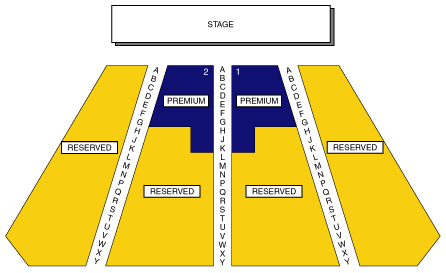 STAGE
2
1
PREMIUM
PREMIUM
RESERVED
RESERVED
RESERVED
RESERVED
A B C D E F G H J K L M N P Q R S T U V W X Y
A B C D E F G H J K L M N P Q R S T U V W X Y
A B C D E F G H J K L M N P Q R S T U V W X Y